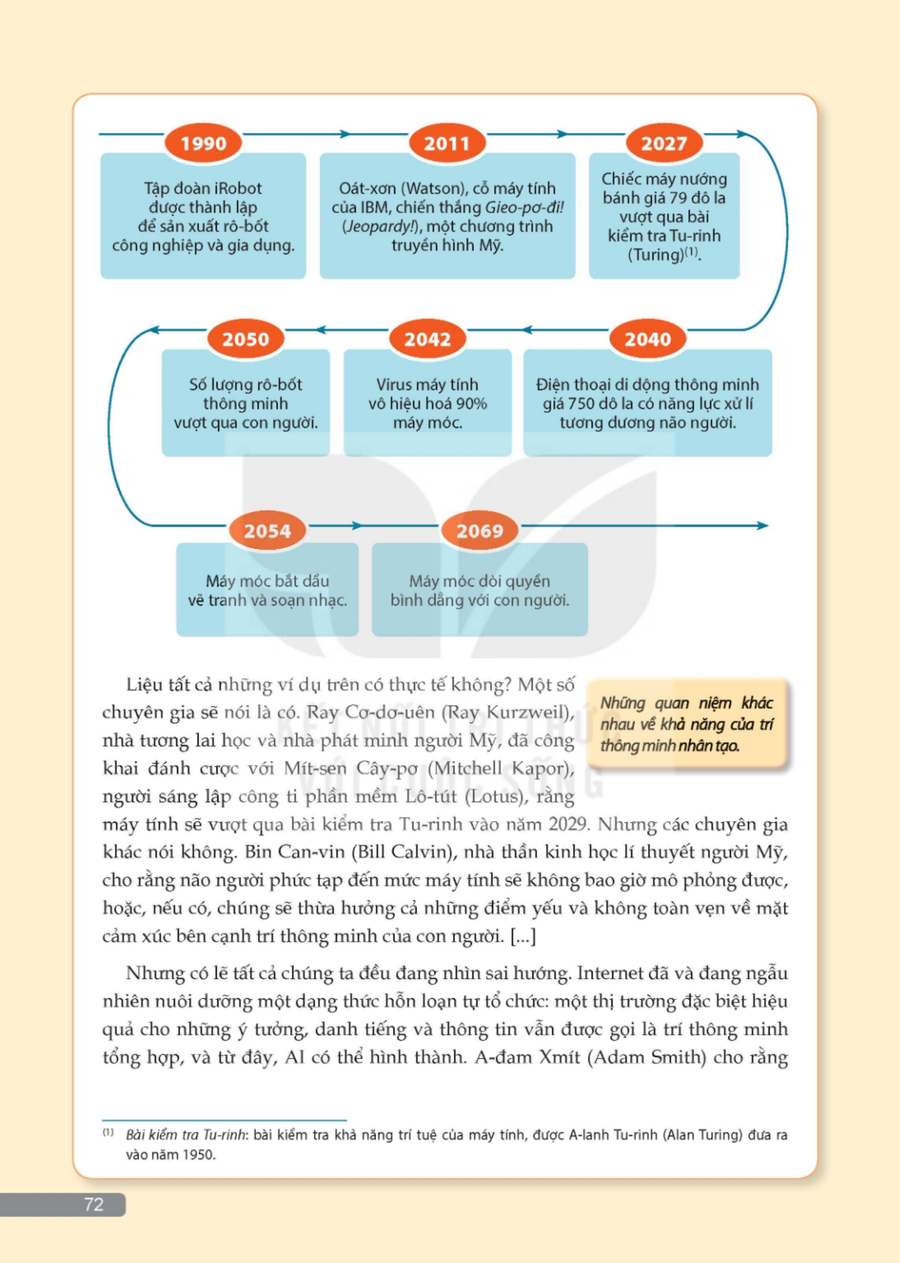 1990
Tập đoàn iRobot
được thành lập
để sản xuất rô-bốt
công nghiệp và gia dụng.
2011
Oát-xơn (Watson), cỗ máy tính
của IBM, chiến thắng Gieo-pơ-đi!
(Jeopardy!), một chương trình
truyền hình Mỹ.
2027
Chiếc máy nướng
bánh giá 79 đô la
vượt qua bài
kiểm tra Tu-rinh
(Turing)(1).
2040
Điện thoại di động thông minh
giá 750 đô la có năng lực xử lí
tương đương não người.
2042
Virus máy tính
vô hiệu hoá 90%
máy móc.
2050
Số lượng rô-bốt
thông minh
vượt qua con người.
2054
Máy móc bắt đầu
vẽ tranh và soạn nhạc.
2069
Máy móc đòi quyền
bình đẳng với con người.
Liệu tất cả những ví dụ trên có thực tế không? Một số
chuyên gia sẽ nói là có. Ray Cơ-dơ-uên (Ray Kurzweil),
nhà tương lai học và nhà phát minh người Mỹ, đã công
khai đánh cược với Mít-sen Cây-pơ (Mitchell Kapor),
người sáng lập công ti phần mềm Lô-tút (Lotus), rằng
máy tính sẽ vượt qua bài kiểm tra Tu-rinh vào năm 2029. Nhưng các chuyên gia
khác nói không. Bin Can-vin (Bill Calvin), nhà thần kinh học lí thuyết người Mỹ,
cho rằng não người phức tạp đến mức máy tính sẽ không bao giờ mô phỏng được,
hoặc, nếu có, chúng sẽ thừa hưởng cả những điểm yếu và không toàn vẹn về mặt
cảm xúc bên cạnh trí thông minh của con người. [...]
Những quan niệm khác
nhau về khả năng của trí
thông minh nhân tạo.
Nhưng có lẽ tất cả chúng ta đều đang nhìn sai hướng. Internet đã và đang ngẫu
nhiên nuôi dưỡng một dạng thức hỗn loạn tự tổ chức: một thị trường đặc biệt hiệu
quả cho những ý tưởng, danh tiếng và thông tin vẫn được gọi là trí thông minh
tổng hợp, và từ đây, AI có thể hình thành. A-đam Xmít (Adam Smith) cho rằng
(1) Bài kiểm tra Tu-rinh: bài kiểm tra khả năng trí tuệ của máy tính, được A-lanh Tu-rinh (Alan Turing) đưa ra
vào năm 1950.
72
KẾT NỐI TRI THỨC
VỚI CUỘC SỐNG